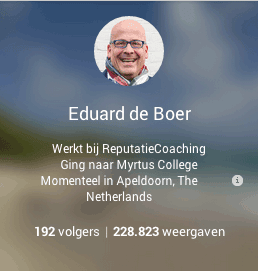 Eduard de Boer
Werkt bij ReputatieCoaching
Ging naar Myrtus College
Momenteel in Apeldoorn, The
Netherlands
192 volgers | 228.823 weergaven